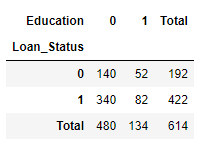 Education 0 1 Total
Loan_Status
0 140 52 192
1 340 82 422
Total 480 134 614